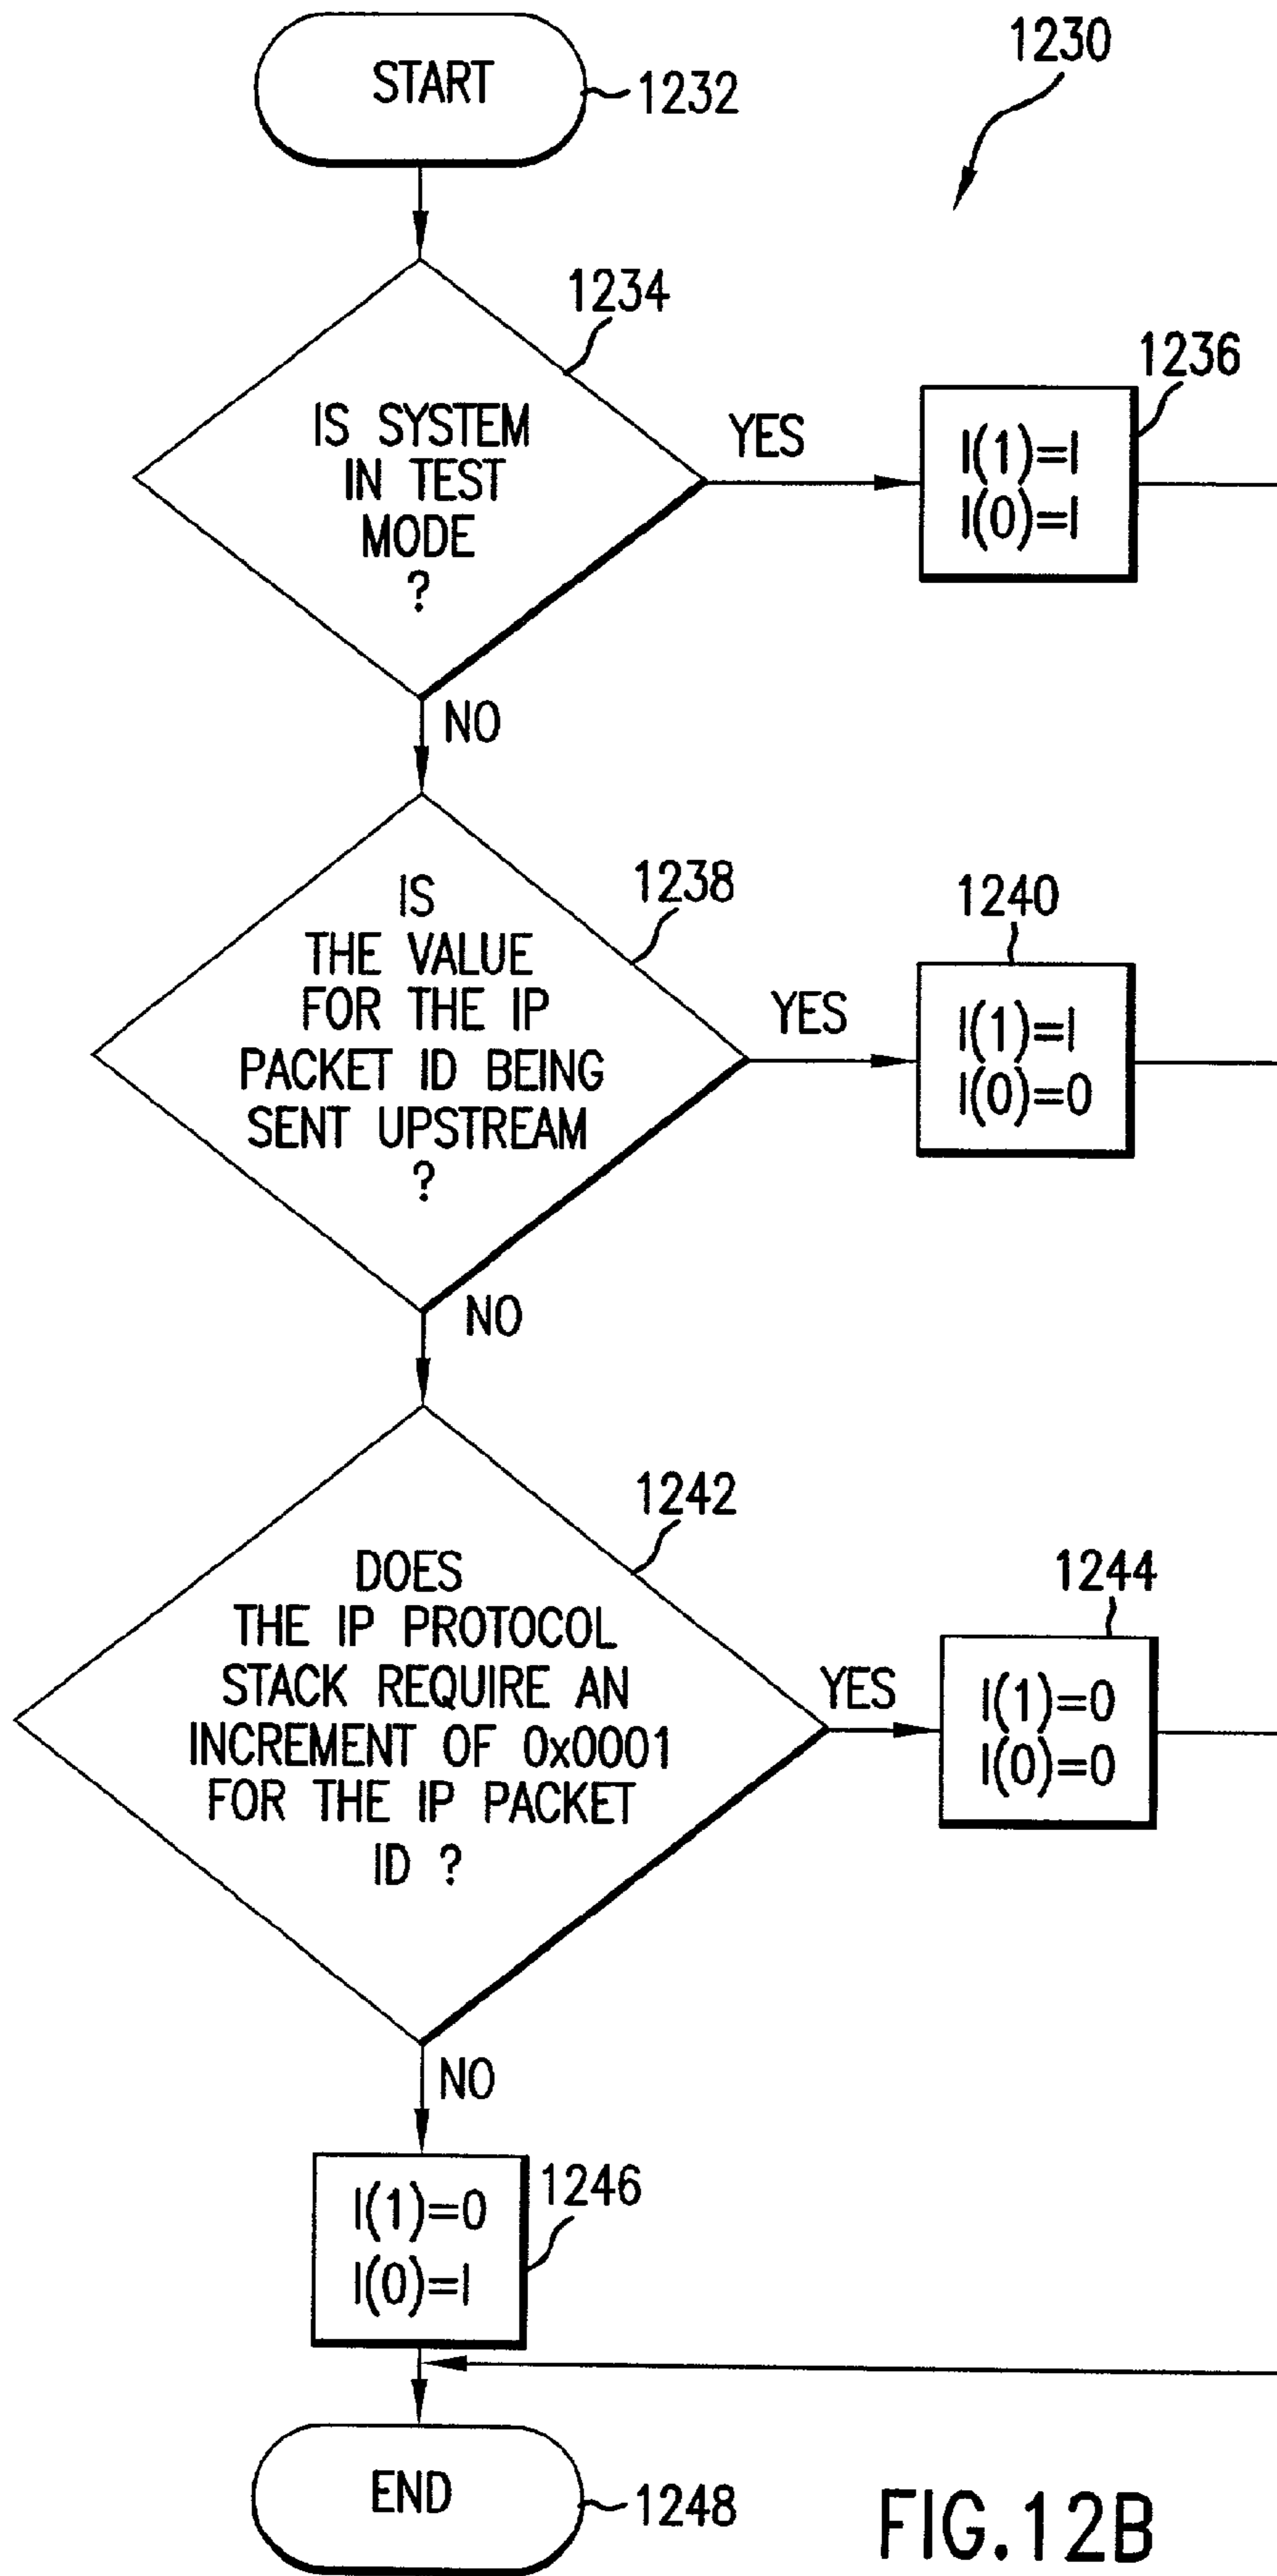 START
1232
1230
1234
IS SYSTEM
IN TEST
MODE
?
YES
1236
I(1)=I
I(0)=I
NO
1238
IS
THE VALUE
FOR THE IP
PACKET ID BEING
SENT UPSTREAM
?
YES
1240
I(1)=I
I(0)=0
NO
1242
DOES
THE IP PROTOCOL
STACK REQUIRE AN
INCREMENT OF 0x0001
FOR THE IP PACKET
ID ?
YES
1244
I(1)=0
I(0)=0
NO
1246
I(1)=0
I(0)=I
END
1248
FIG.12B